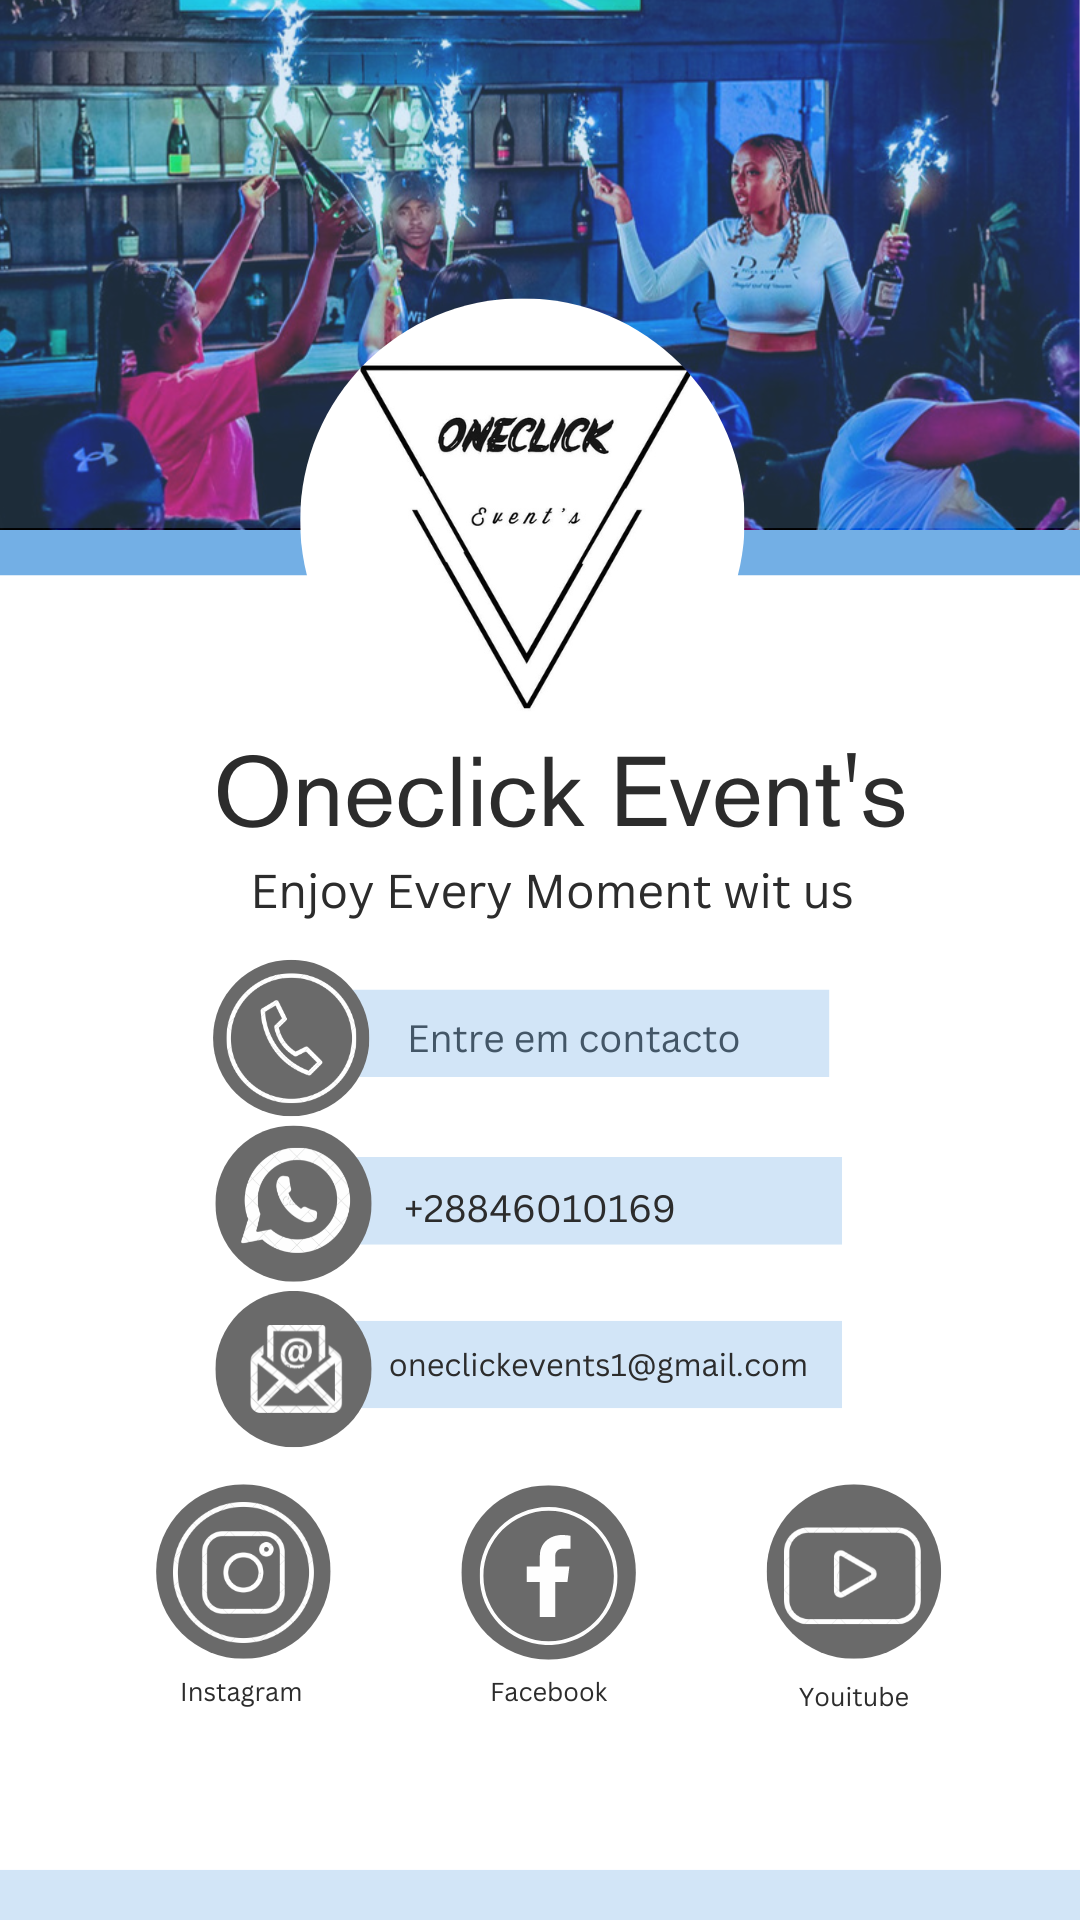 ONECLICK
Event's
Oneclick Event's
Enjoy Every Moment wit us
Entre em contacto
+28846010169
@
oneclickevents1@gmail.com
Instagram
Facebook
Youitube